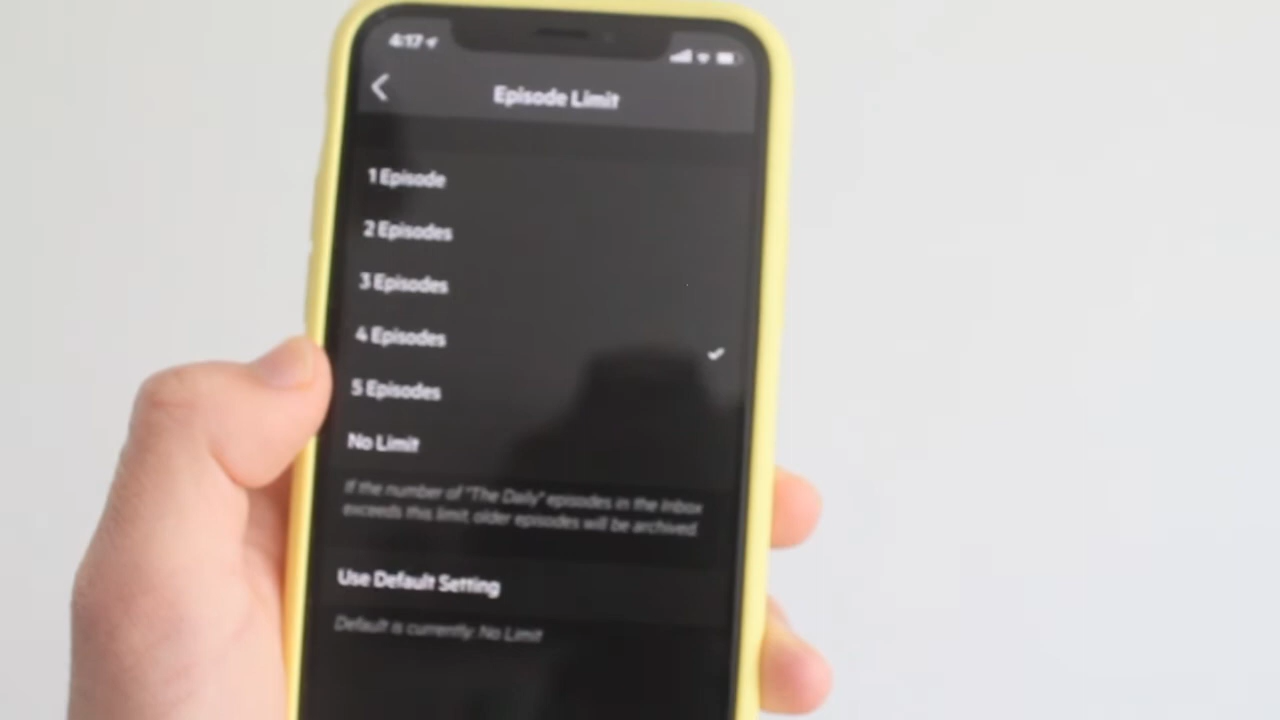 4:17
Episode Limit
1 Episode
2 Episodes
3 Episodes
4 Episodes
5 Episodes
No Limit
If the number of "The Daily" episodes in the Inbox
exceeds this limit, older episodes will be archived.
Use Default Setting
Default is currently: No Limit